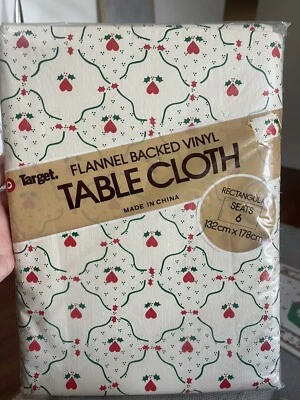 Target.
FLANNEL BACKED VINYL
TABLE CLOTH
MADE IN CHINA
RECTANGULAR
SEATS
6
132cm x 178cm